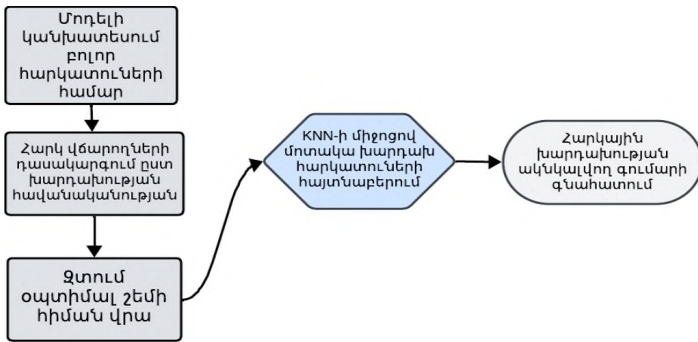 Մոդելի
կանխատեսում
բոլոր
հարկատուների
համար
Հարկ վճարողների
դասակարգում ըստ
խարդախության
հավանականության
Զտում
օպտիմալ շեմի
հիման վրա
KNN-ի միջոցով
մոտակա խարդախ
հարկատուների
հայտնաբերում
Հարկային
խարդախության
ակնկալվող գումարի
գնահատում